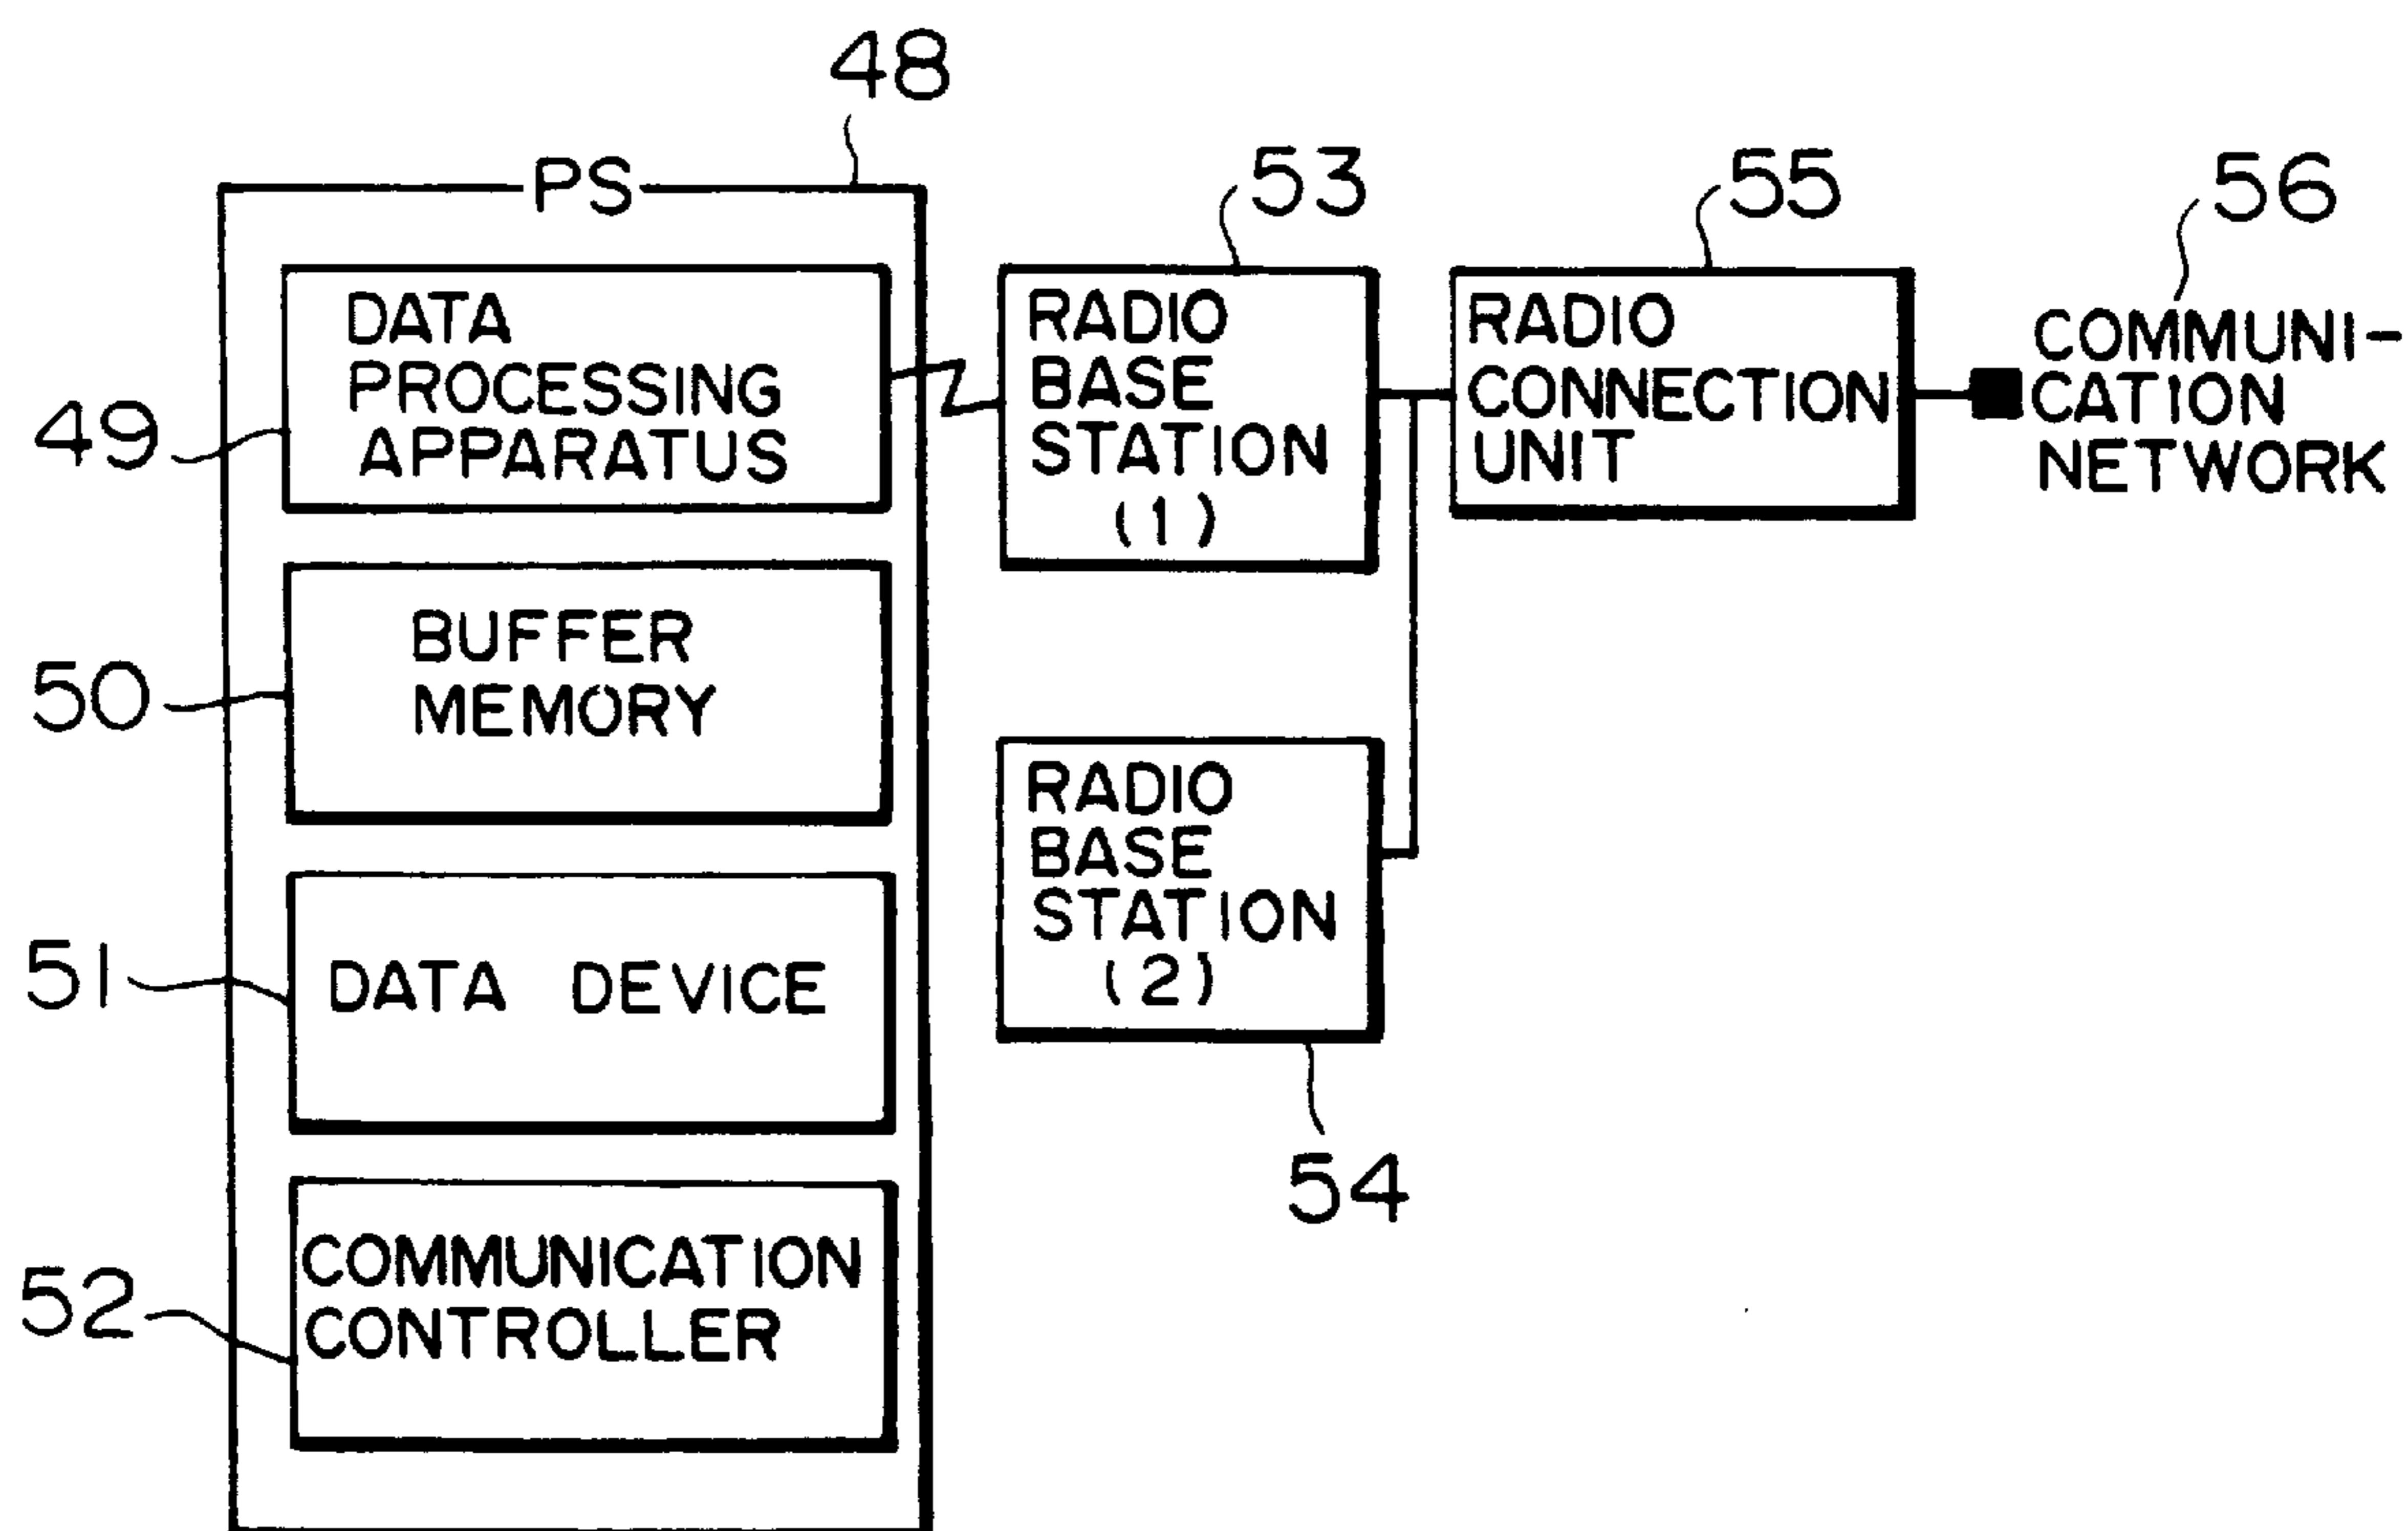 48
PS
53
55
56
DATA
PROCESSING
APPARATUS
49
RADIO
BASE
STATION
(1)
RADIO
CONNECTION
UNIT
COMMUNI-
CATION
NETWORK
BUFFER
MEMORY
50
RADIO
BASE
STATION
(2)
54
51
DATA DEVICE
52
COMMUNICATION
CONTROLLER